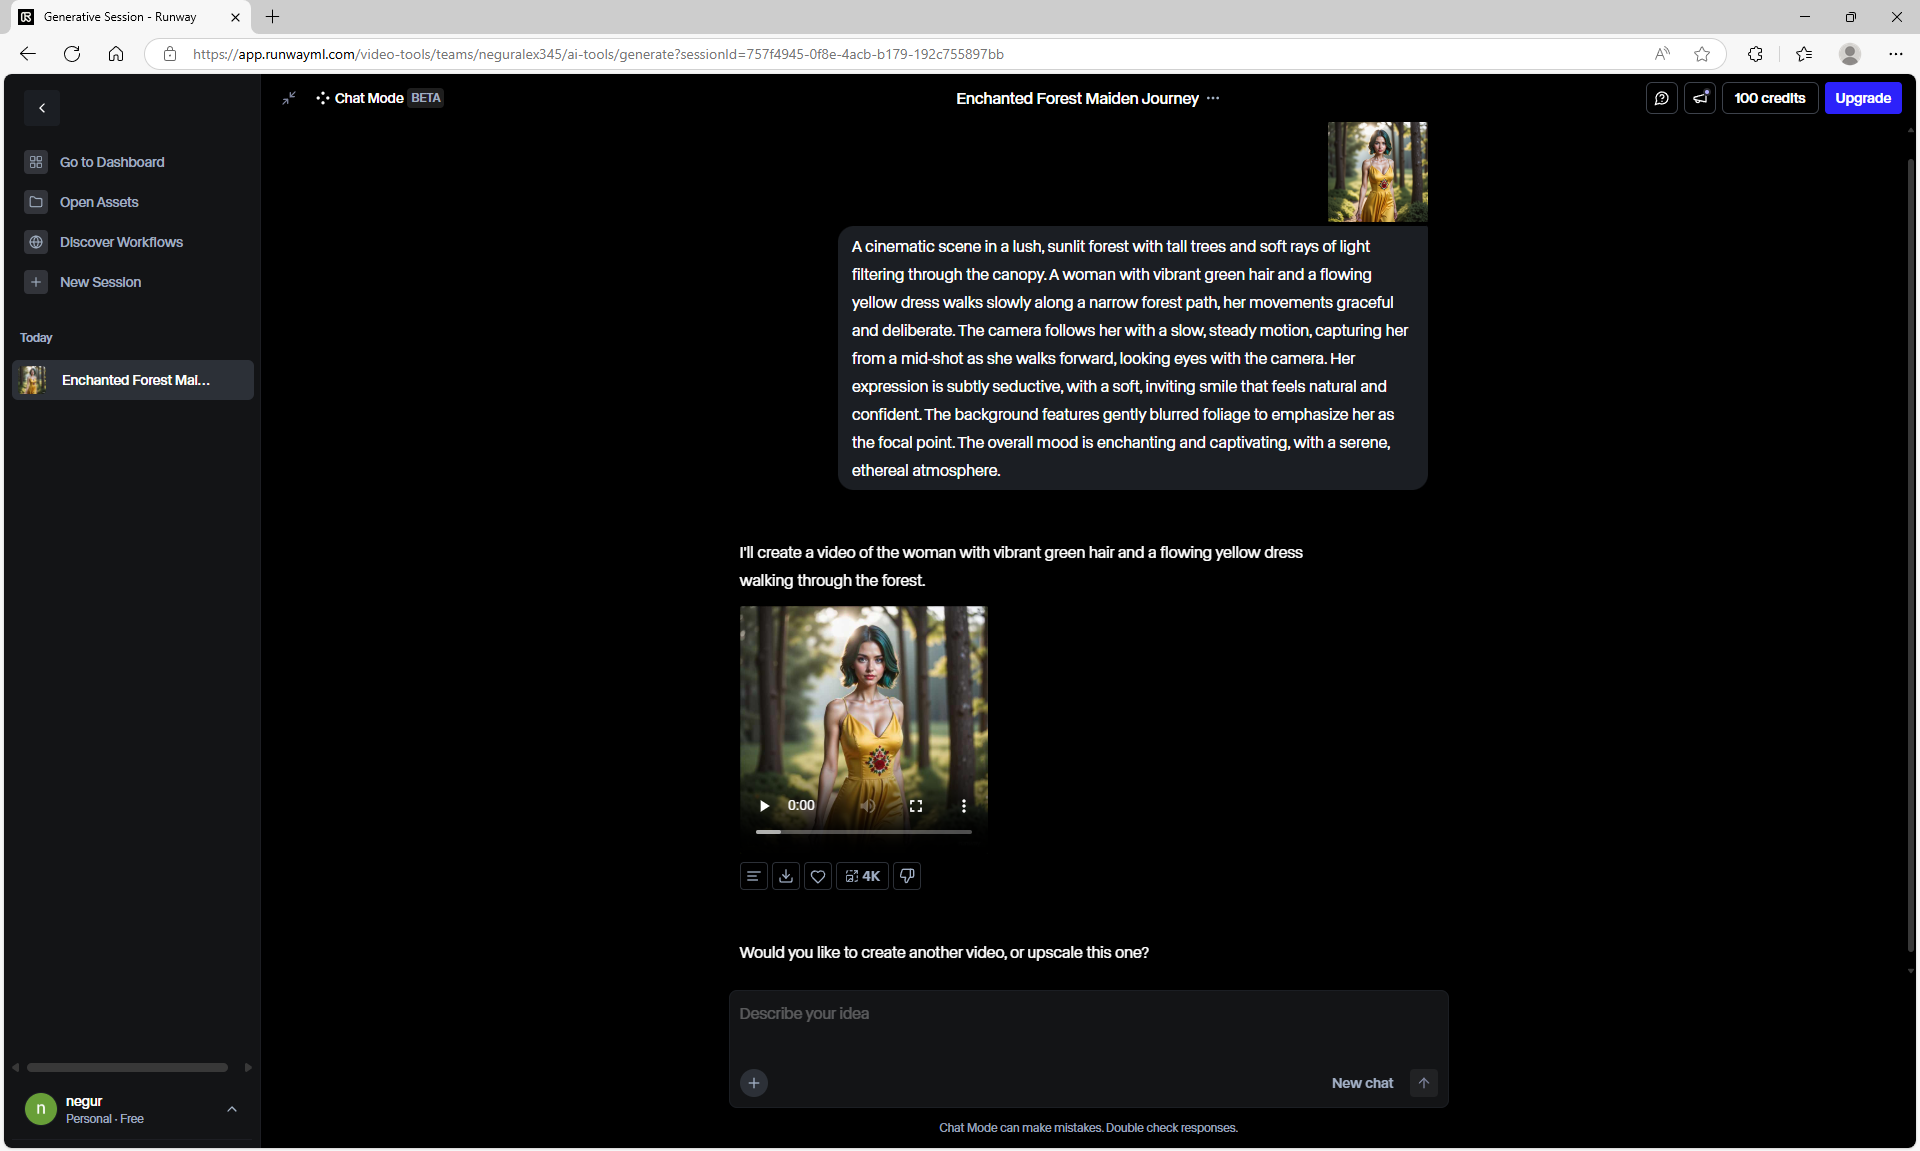 Generative Session - Runway
https://app.runwayml.com/video-tools/teams/neguralex345/ai-tools/generate?sessionId=757f4945-0f8e-4acb-b179-192c755897bb
Chat Mode BETA
Enchanted Forest Maiden Journey
100 credits
Upgrade
Go to Dashboard
Open Assets
Discover Workflows
New Session
Today
Enchanted Forest Mai...
A cinematic scene in a lush, sunlit forest with tall trees and soft rays of light
filtering through the canopy. A woman with vibrant green hair and a flowing
yellow dress walks slowly along a narrow forest path, her movements graceful
and deliberate. The camera follows her with a slow, steady motion, capturing her
from a mid-shot as she walks forward, looking eyes with the camera. Her
expression is subtly seductive, with a soft, inviting smile that feels natural and
confident. The background features gently blurred foliage to emphasize her as
the focal point. The overall mood is enchanting and captivating, with a serene,
ethereal atmosphere.
I'll create a video of the woman with vibrant green hair and a flowing yellow dress
walking through the forest.
0:00
4K
Would you like to create another video, or upscale this one?
Describe your idea
New chat
Chat Mode can make mistakes. Double check responses.
n
negur
Personal · Free